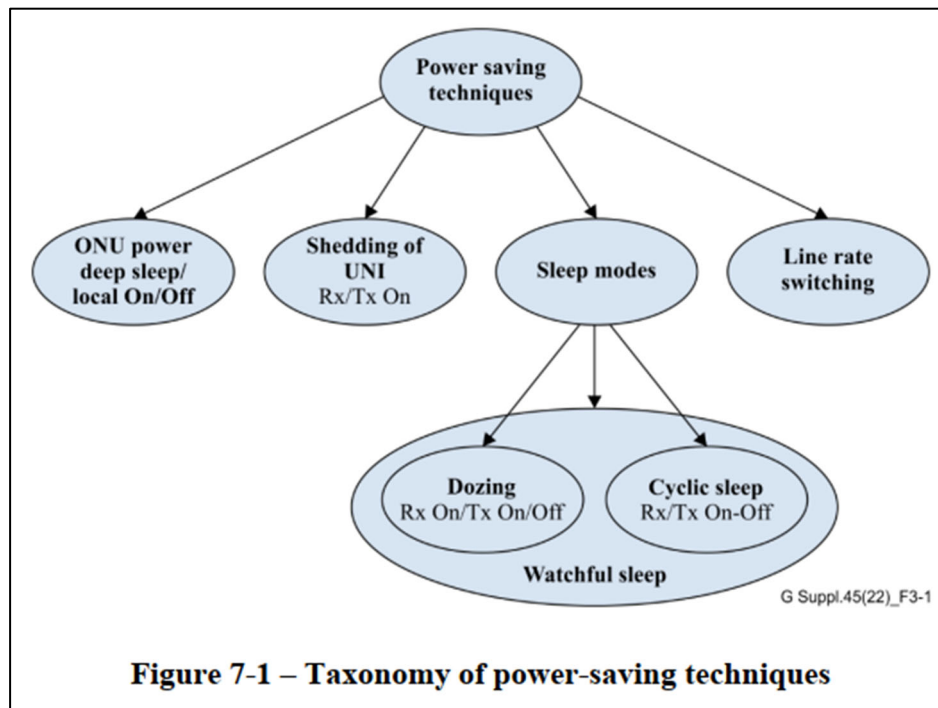 Power saving
techniques
ONU power
deep sleep/
local On/Off
Shedding of
UNI
Rx/Tx On
Sleep modes
Line rate
switching
Dozing
Rx On/Tx On/Off
Cyclic sleep
Rx/Tx On-Off
Watchful sleep
G Suppl.45(22)_F3-1
Figure 7-1 – Taxonomy of power-saving techniques